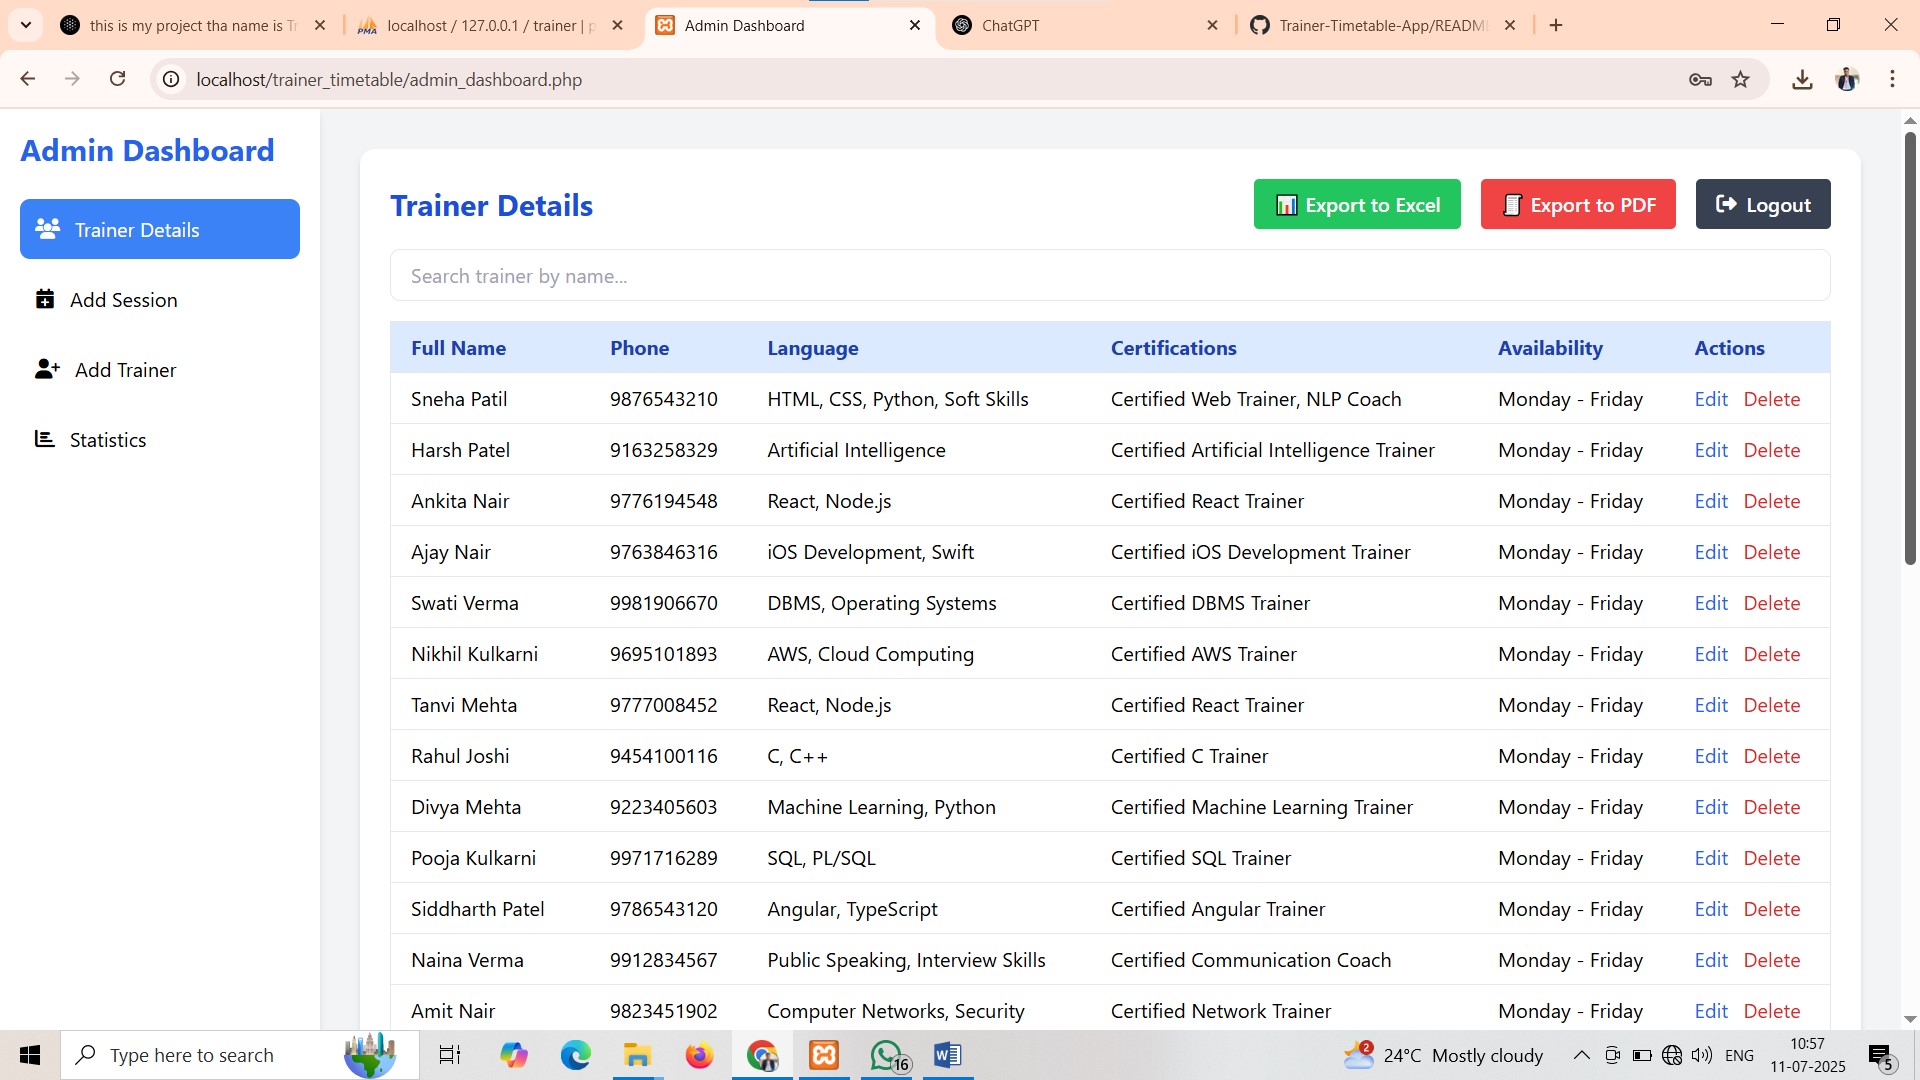 this is my project tha name is Tr
localhost / 127.0.0.1 / trainer | p
Admin Dashboard
ChatGPT
Trainer-Timetable-App/READM
localhost/trainer_timetable/admin_dashboard.php
Admin Dashboard
Trainer Details
Add Session
Add Trainer
Statistics
Trainer Details
Export to Excel
Export to PDF
Logout
Search trainer by name...
Full Name Phone Language Certifications Availability Actions
Sneha Patil 9876543210 HTML, CSS, Python, Soft Skills Certified Web Trainer, NLP Coach Monday - Friday Edit Delete
Harsh Patel 9163258329 Artificial Intelligence Certified Artificial Intelligence Trainer Monday - Friday Edit Delete
Ankita Nair 9776194548 React, Node.js Certified React Trainer Monday - Friday Edit Delete
Ajay Nair 9763846316 iOS Development, Swift Certified iOS Development Trainer Monday - Friday Edit Delete
Swati Verma 9981906670 DBMS, Operating Systems Certified DBMS Trainer Monday - Friday Edit Delete
Nikhil Kulkarni 9695101893 AWS, Cloud Computing Certified AWS Trainer Monday - Friday Edit Delete
Tanvi Mehta 9777008452 React, Node.js Certified React Trainer Monday - Friday Edit Delete
Rahul Joshi 9454100116 C, C++ Certified C Trainer Monday - Friday Edit Delete
Divya Mehta 9223405603 Machine Learning, Python Certified Machine Learning Trainer Monday - Friday Edit Delete
Pooja Kulkarni 9971716289 SQL, PL/SQL Certified SQL Trainer Monday - Friday Edit Delete
Siddharth Patel 9786543120 Angular, TypeScript Certified Angular Trainer Monday - Friday Edit Delete
Naina Verma 9912834567 Public Speaking, Interview Skills Certified Communication Coach Monday - Friday Edit Delete
Amit Nair 9823451902 Computer Networks, Security Certified Network Trainer Monday - Friday Edit Delete
Type here to search
16
2
24°C Mostly cloudy
ENG
10:57
11-07-2025
5